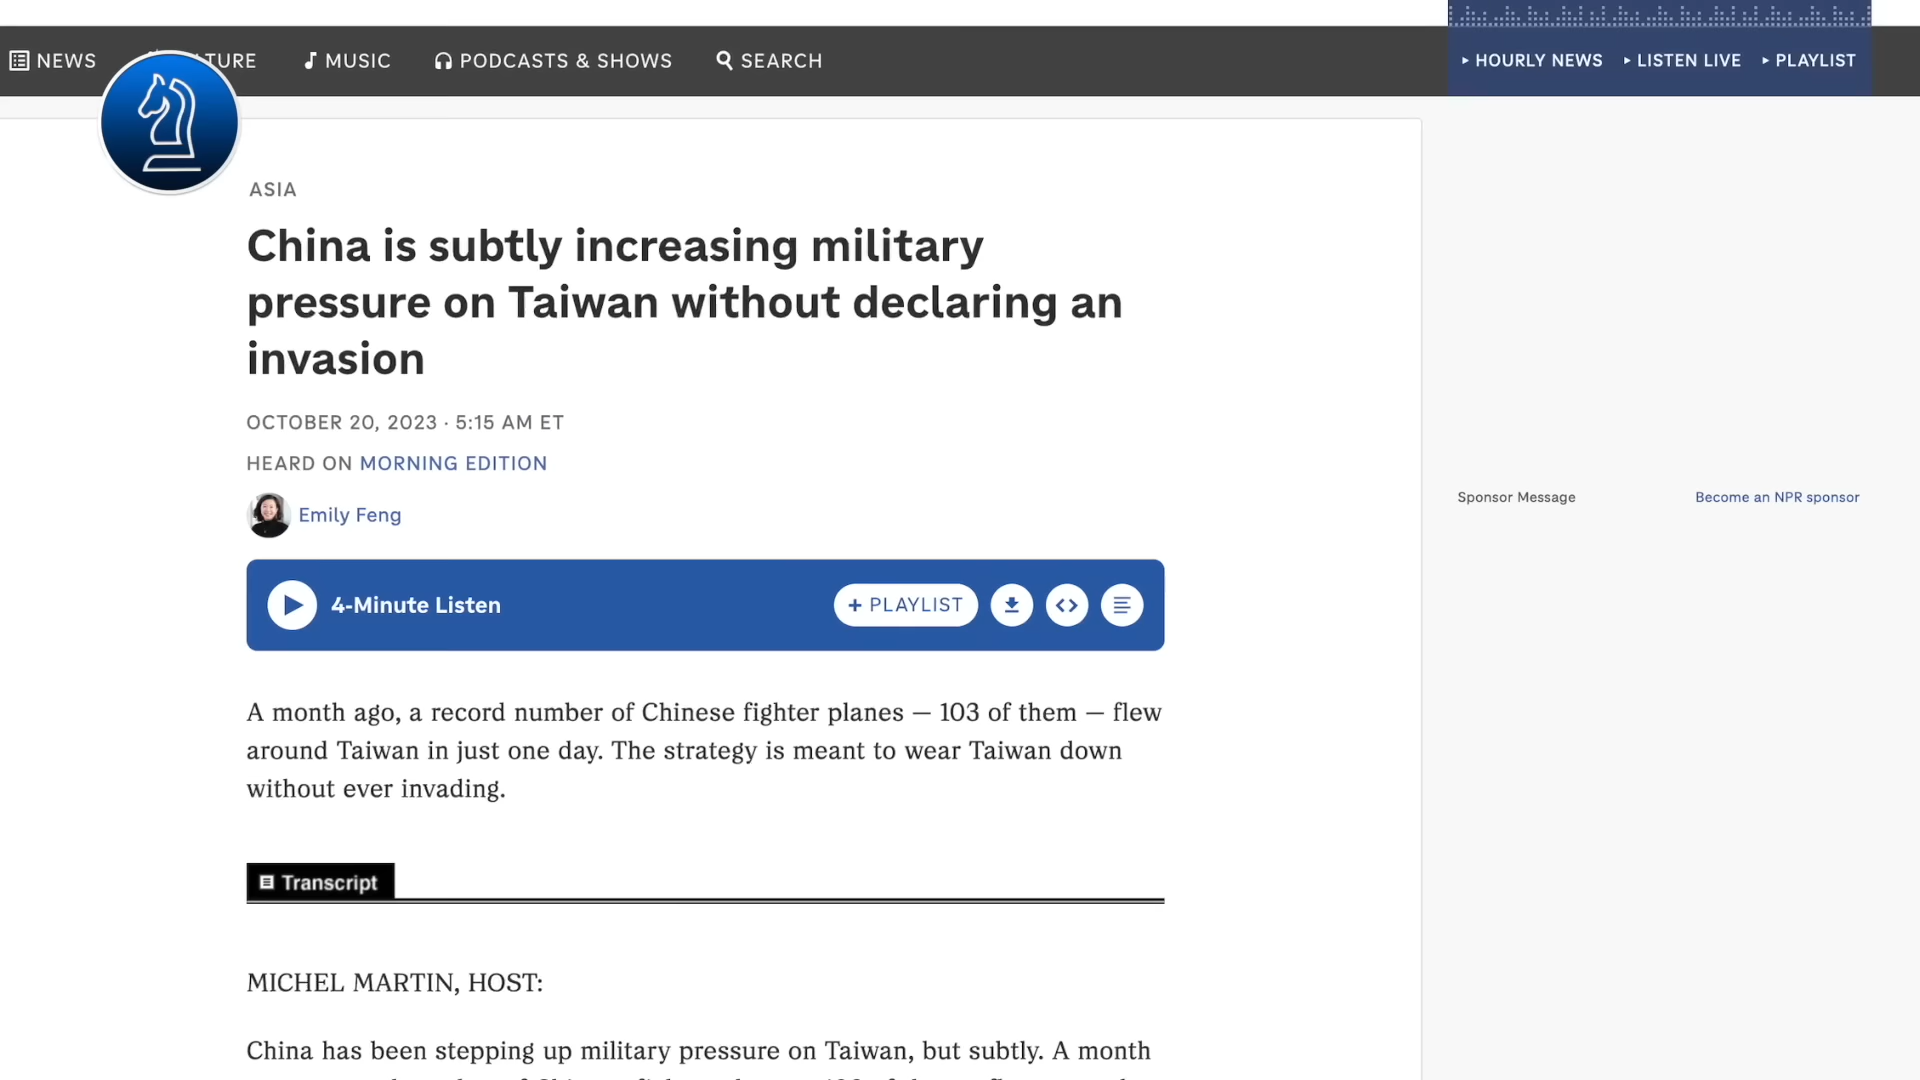 NEWS
TURE
MUSIC
PODCASTS & SHOWS
SEARCH
HOURLY NEWS
LISTEN LIVE
PLAYLIST
ASIA
China is subtly increasing military
pressure on Taiwan without declaring an
invasion
OCTOBER 20, 2023 · 5:15 AM ET
HEARD ON MORNING EDITION
Emily Feng
4-Minute Listen
+ PLAYLIST
Sponsor Message
Become an NPR sponsor
A month ago, a record number of Chinese fighter planes — 103 of them — flew
around Taiwan in just one day. The strategy is meant to wear Taiwan down
without ever invading.
Transcript
MICHEL MARTIN, HOST:
China has been stepping up military pressure on Taiwan, but subtly. A month